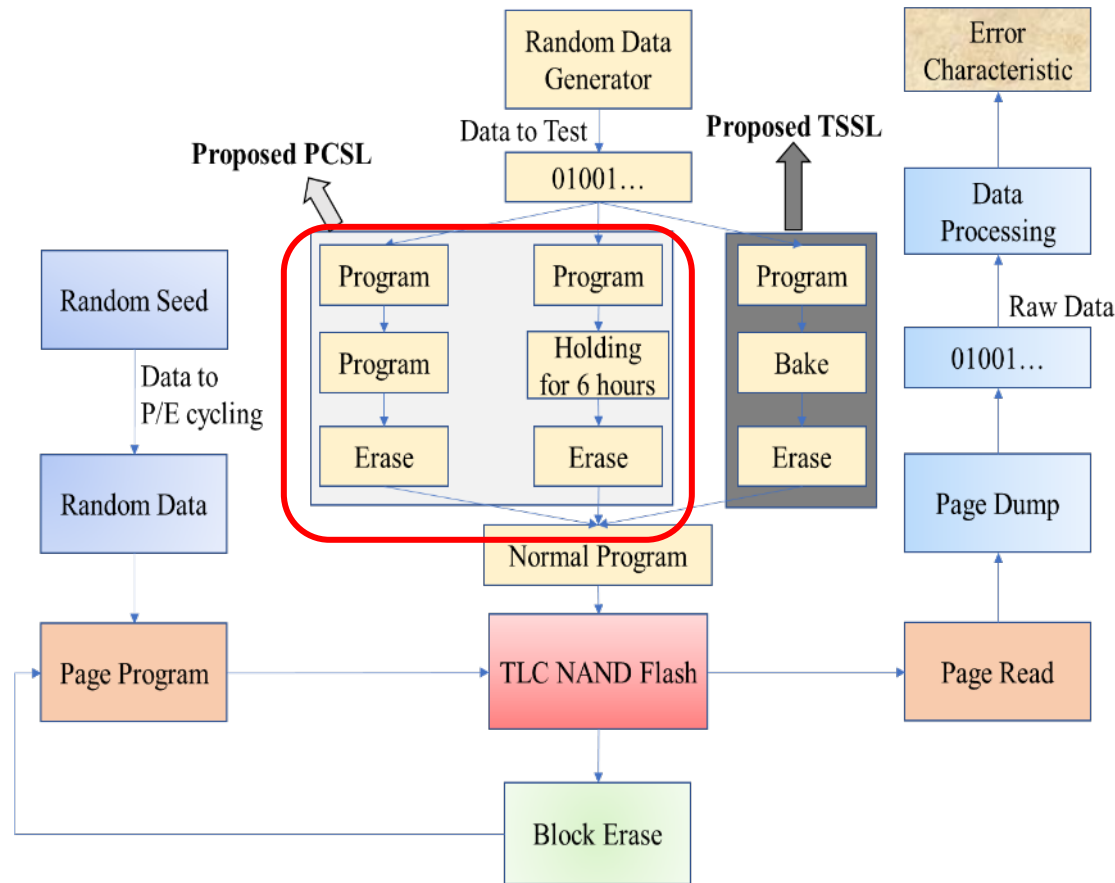 Random Data
Generator
Error
Characteristic
Data to Test
Proposed TSSL
Proposed PCSL
01001…
Data
Processing
Program
Program
Program
Random Seed
Raw Data
Program
Holding
for 6 hours
Bake
01001…
Data to
P/E cycling
Erase
Erase
Erase
Random Data
Page Dump
Normal Program
Page Program
TLC NAND Flash
Page Read
Block Erase